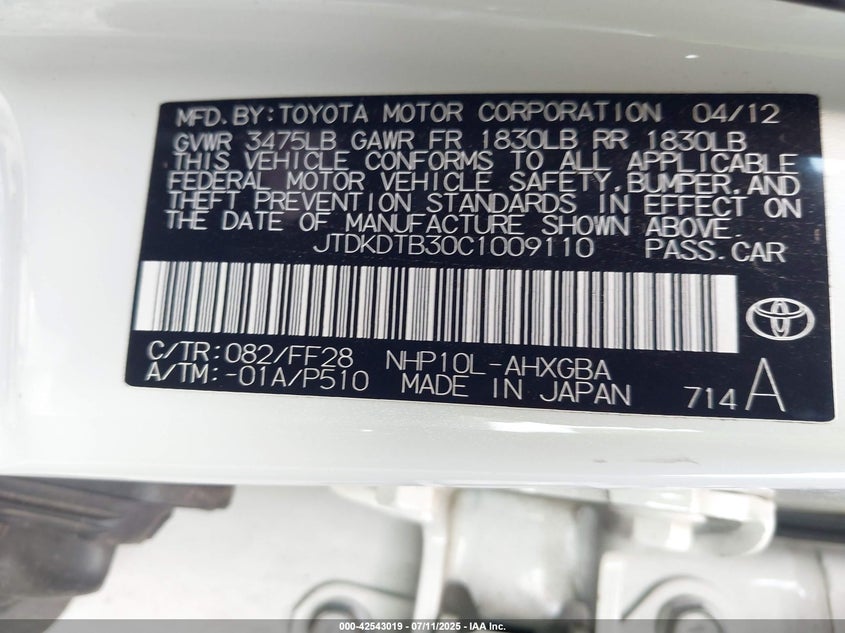 MFD. BY: TOYOTA MOTOR CORPORATION 04/12
GVWR 3475LB GAWR FR 1830LB RR 1830LB
THIS VEHICLE CONFORMS TO ALL APPLICABLE
FEDERAL MOTOR VEHICLE SAFETY, BUMPER, AND
THEFT PREVENTION STANDARDS IN EFFECT ON
THE DATE OF MANUFACTURE SHOWN ABOVE.
JTDKDTB30C1009110 PASS. CAR
C/TR: 082/FF28 NHP10L-AHXGBA
A/TM: -01A/P510 MADE IN JAPAN 714 A
000-42543019 - 07/11/2025 - IAA Inc.